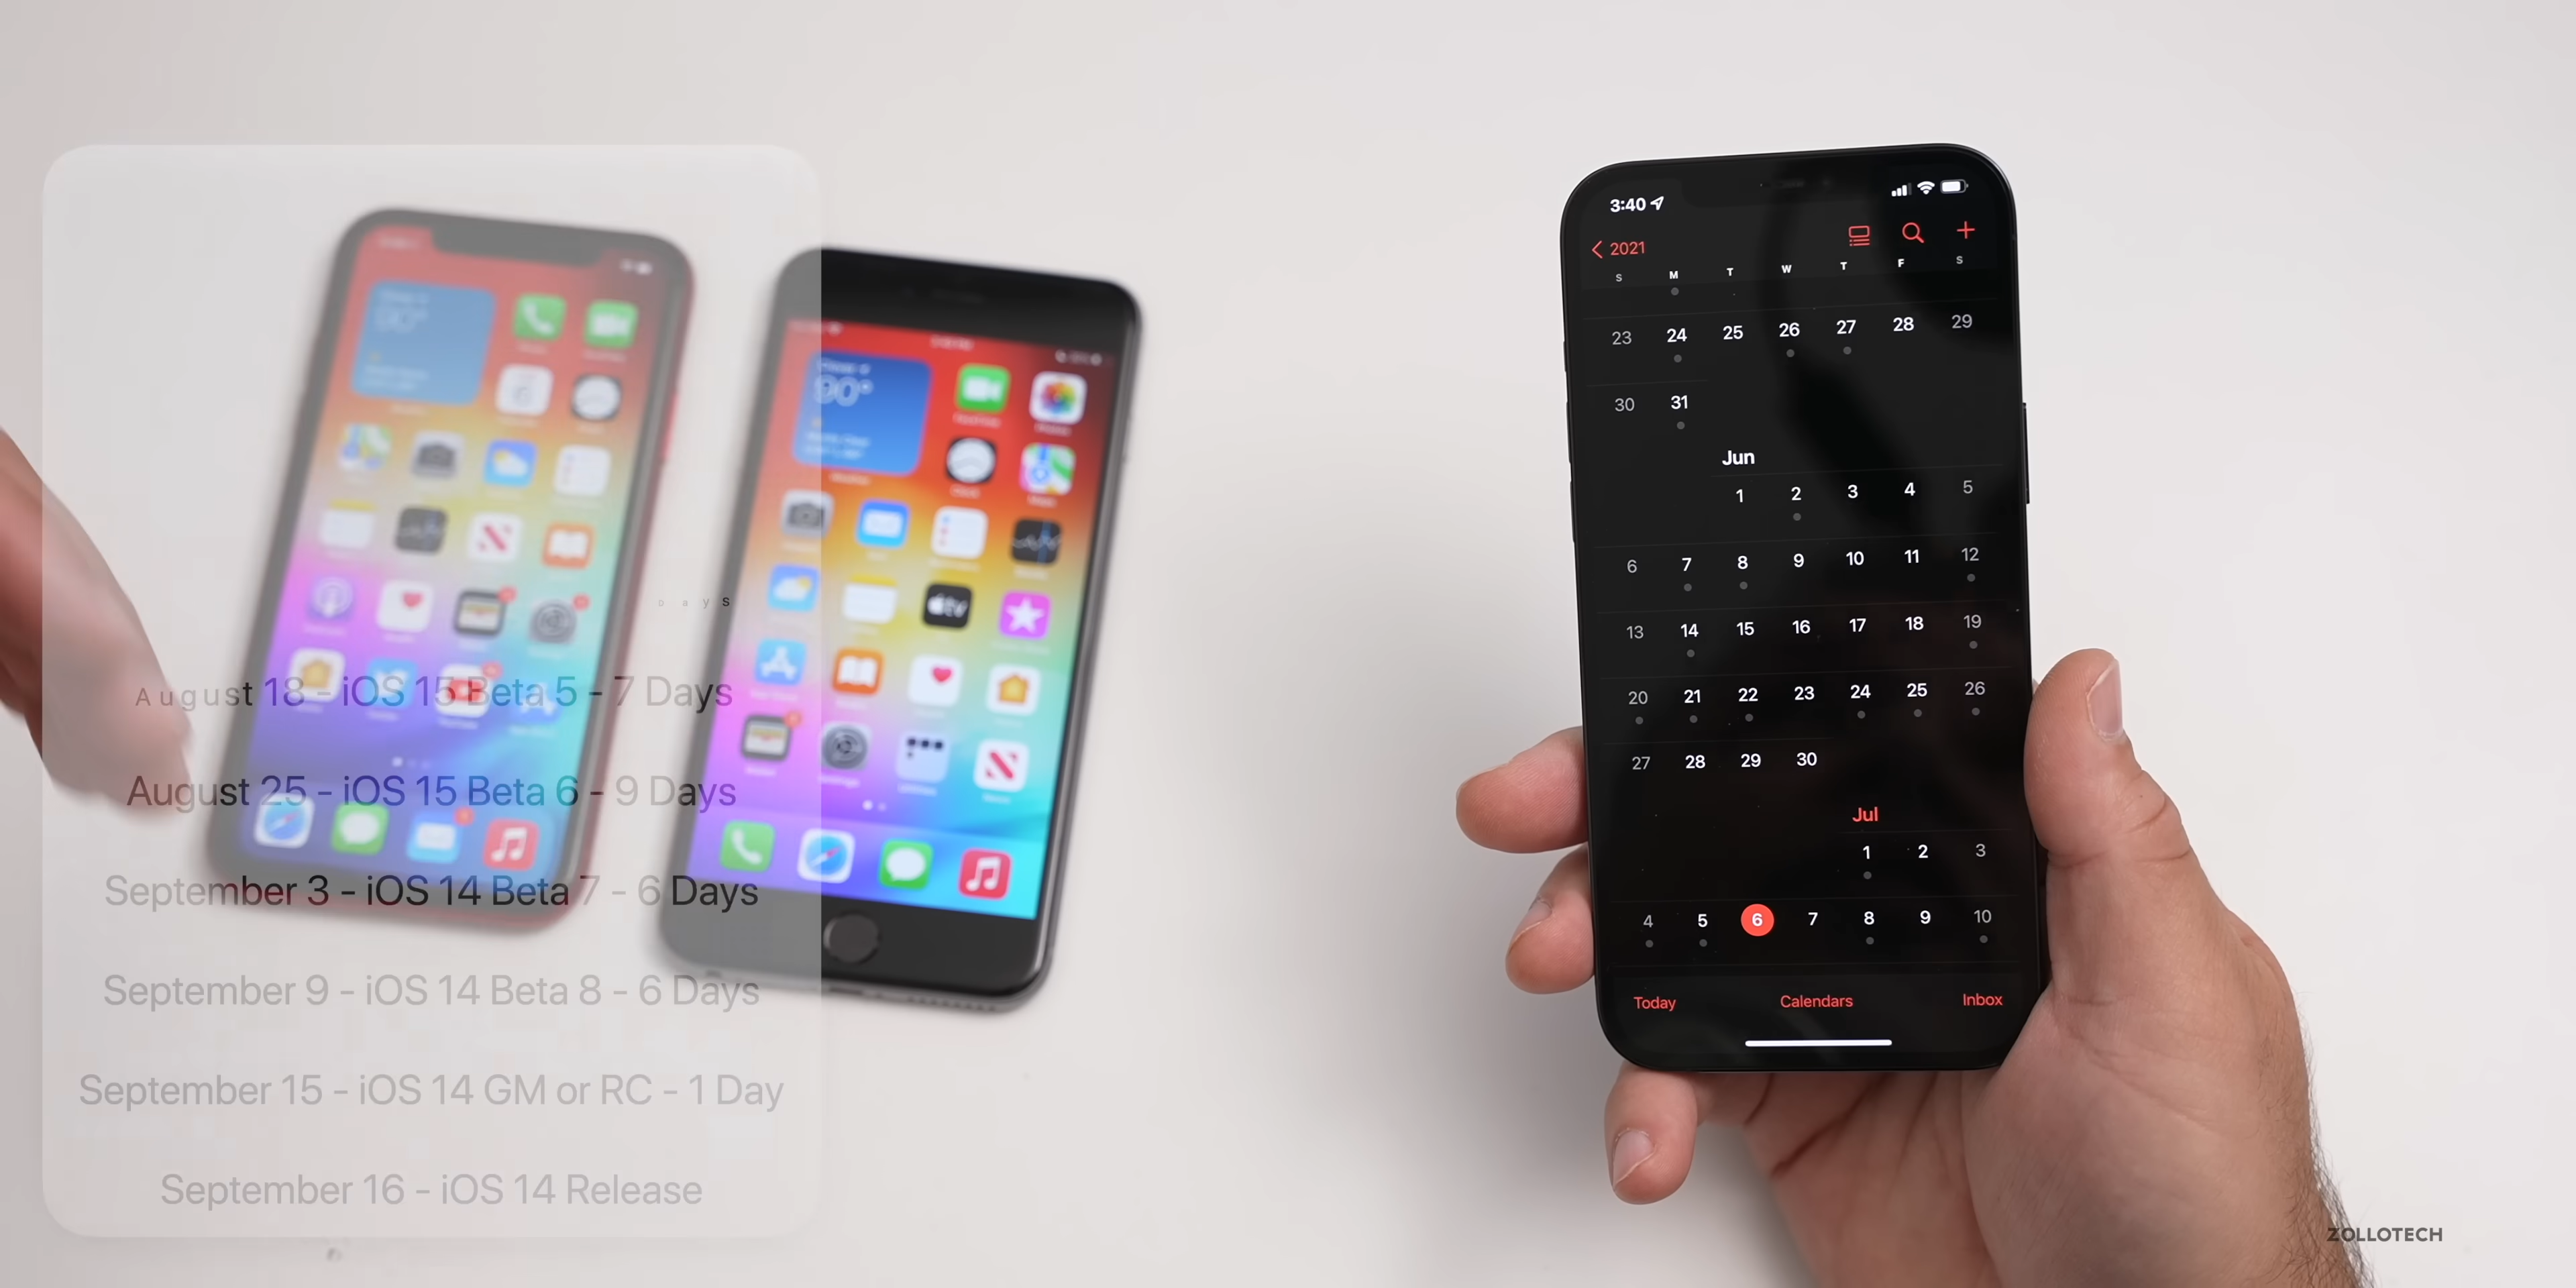 Days
August 18 - iOS 15 Beta 5 - 7 Days
August 25 - iOS 15 Beta 6 - 9 Days
September 3 - iOS 14 Beta 7 - 6 Days
September 9 - iOS 14 Beta 8 - 6 Days
September 15 - iOS 14 GM or RC - 1 Day
September 16 - iOS 14 Release
90°
3:40
2021
S M T W T F S
23 24 25 26 27 28 29
30 31
Jun
1 2 3 4 5
6 7 8 9 10 11 12
13 14 15 16 17 18 19
20 21 22 23 24 25 26
27 28 29 30
Jul
1 2 3
4 5 6 7 8 9 10
Today Calendars Inbox
ZOLLOTECH